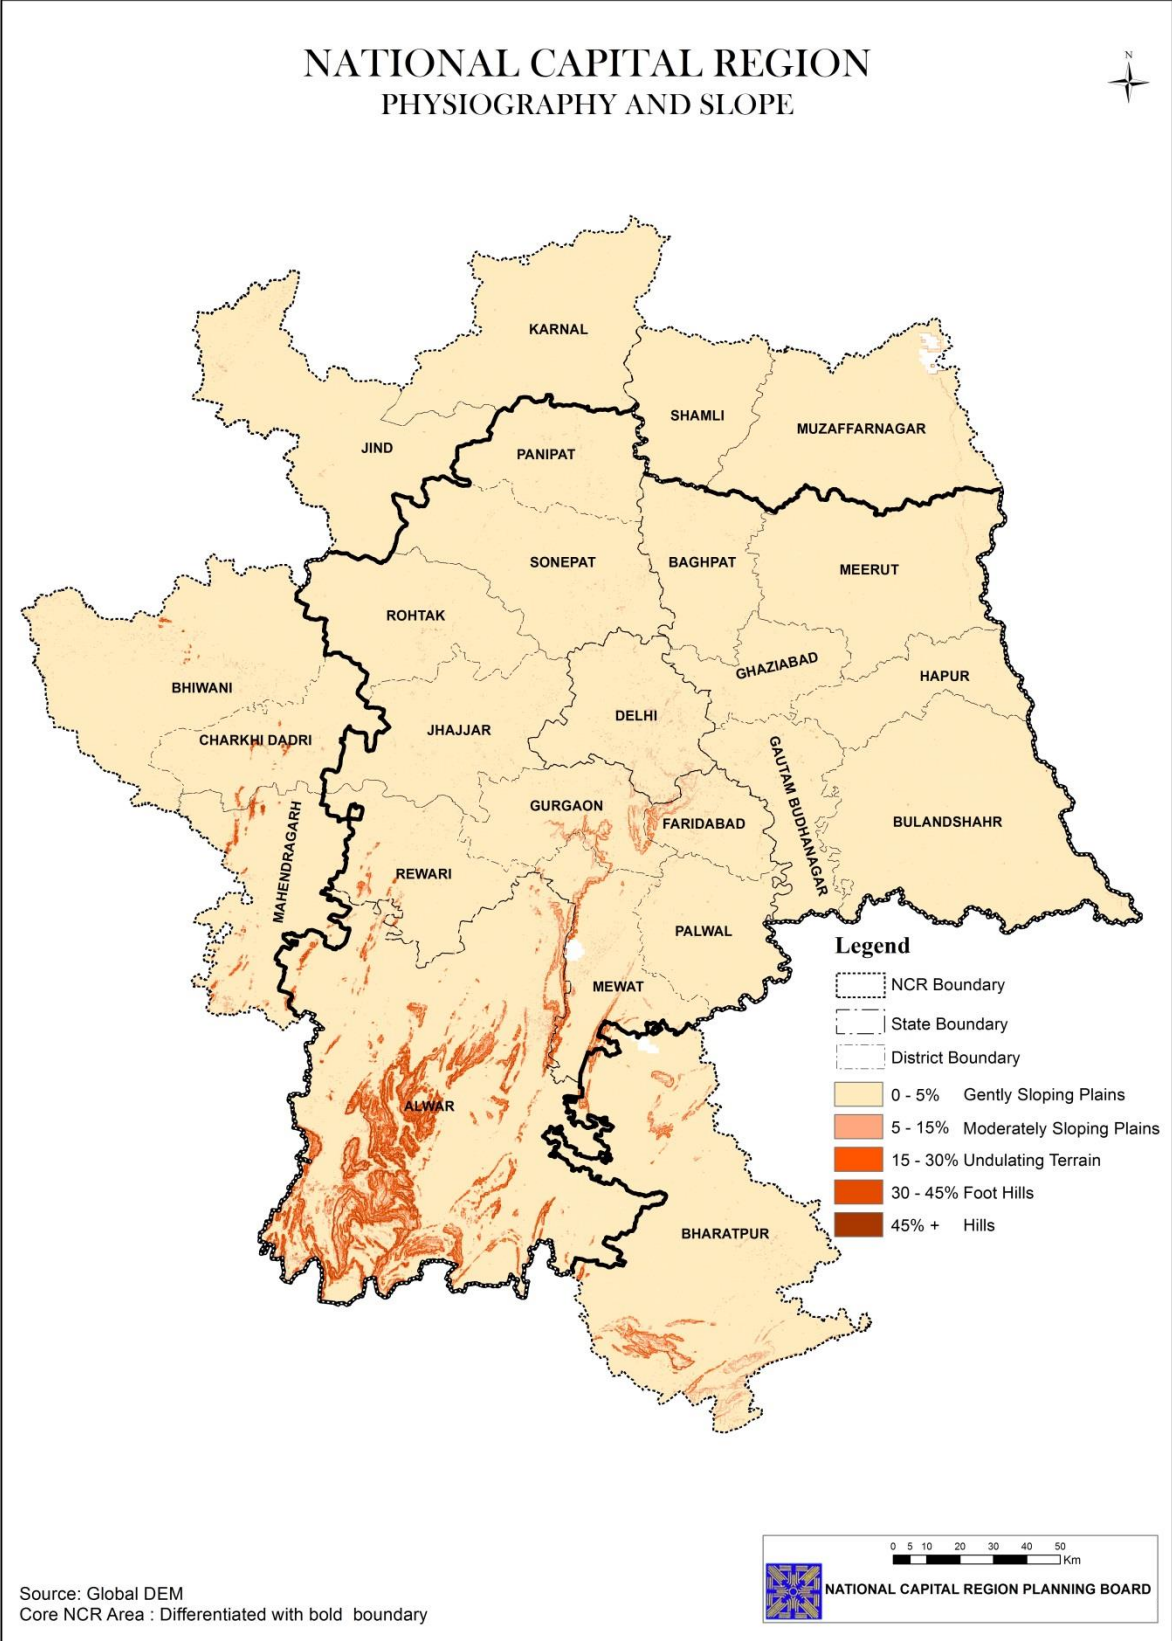 NATIONAL CAPITAL REGION
PHYSIOGRAPHY AND SLOPE
N
KARNAL
SHAMLI
MUZAFFARNAGAR
JIND
PANIPAT
SONEPAT
BAGHPAT
MEERUT
ROHTAK
GHAZIABAD
HAPUR
BHIWANI
DELHI
JHAJJAR
CHARKHI DADRI
GAUTAM BUDHANAGAR
GURGAON
FARIDABAD
BULANDSHAHR
MAHENDRAGARH
REWARI
PALWAL
MEWAT
ALWAR
BHARATPUR
Legend
NCR Boundary
State Boundary
District Boundary
0 - 5% Gently Sloping Plains
5 - 15% Moderately Sloping Plains
15 - 30% Undulating Terrain
30 - 45% Foot Hills
45% + Hills
0 5 10 20 30 40 50
Km
NATIONAL CAPITAL REGION PLANNING BOARD
Source: Global DEM
Core NCR Area : Differentiated with bold boundary